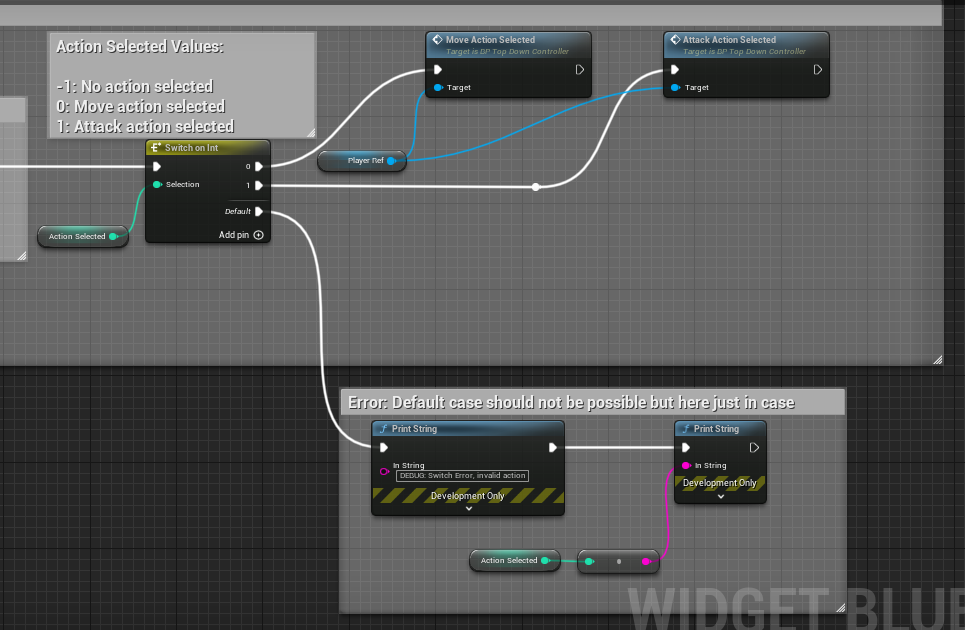 Action Selected Values:
-1: No action selected
0: Move action selected
1: Attack action selected
Move Action Selected
Target is BP Top Down Controller
Target
Attack Action Selected
Target is BP Top Down Controller
Target
Switch on Int
0
Selection
1
Default
Add pin
Player Ref
Action Selected
Error: Default case should not be possible but here just in case
Print String
In String
DEBUG: Switch Error, invalid action
Development Only
Print String
In String
Development Only
Action Selected
WIDGET BLUE